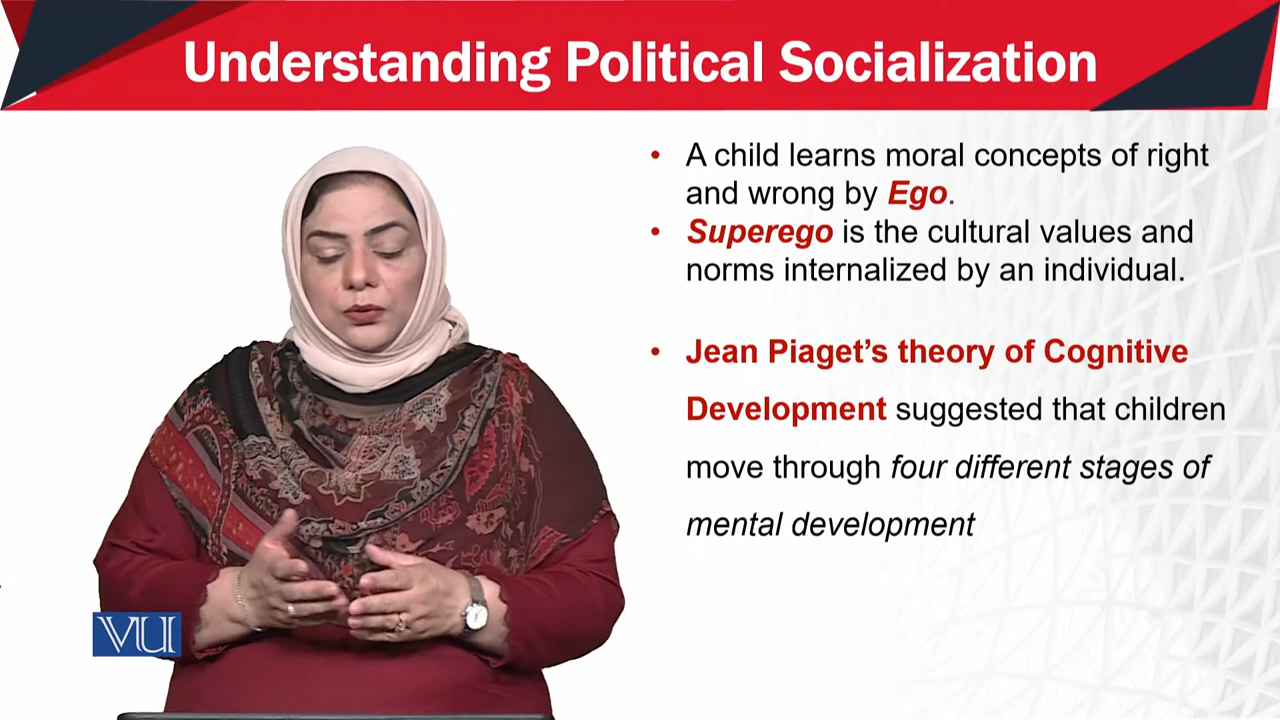 Understanding Political Socialization
• A child learns moral concepts of right
and wrong by Ego.
• Superego is the cultural values and
norms internalized by an individual.
• Jean Piaget’s theory of Cognitive
Development suggested that children
move through four different stages of
mental development
VU